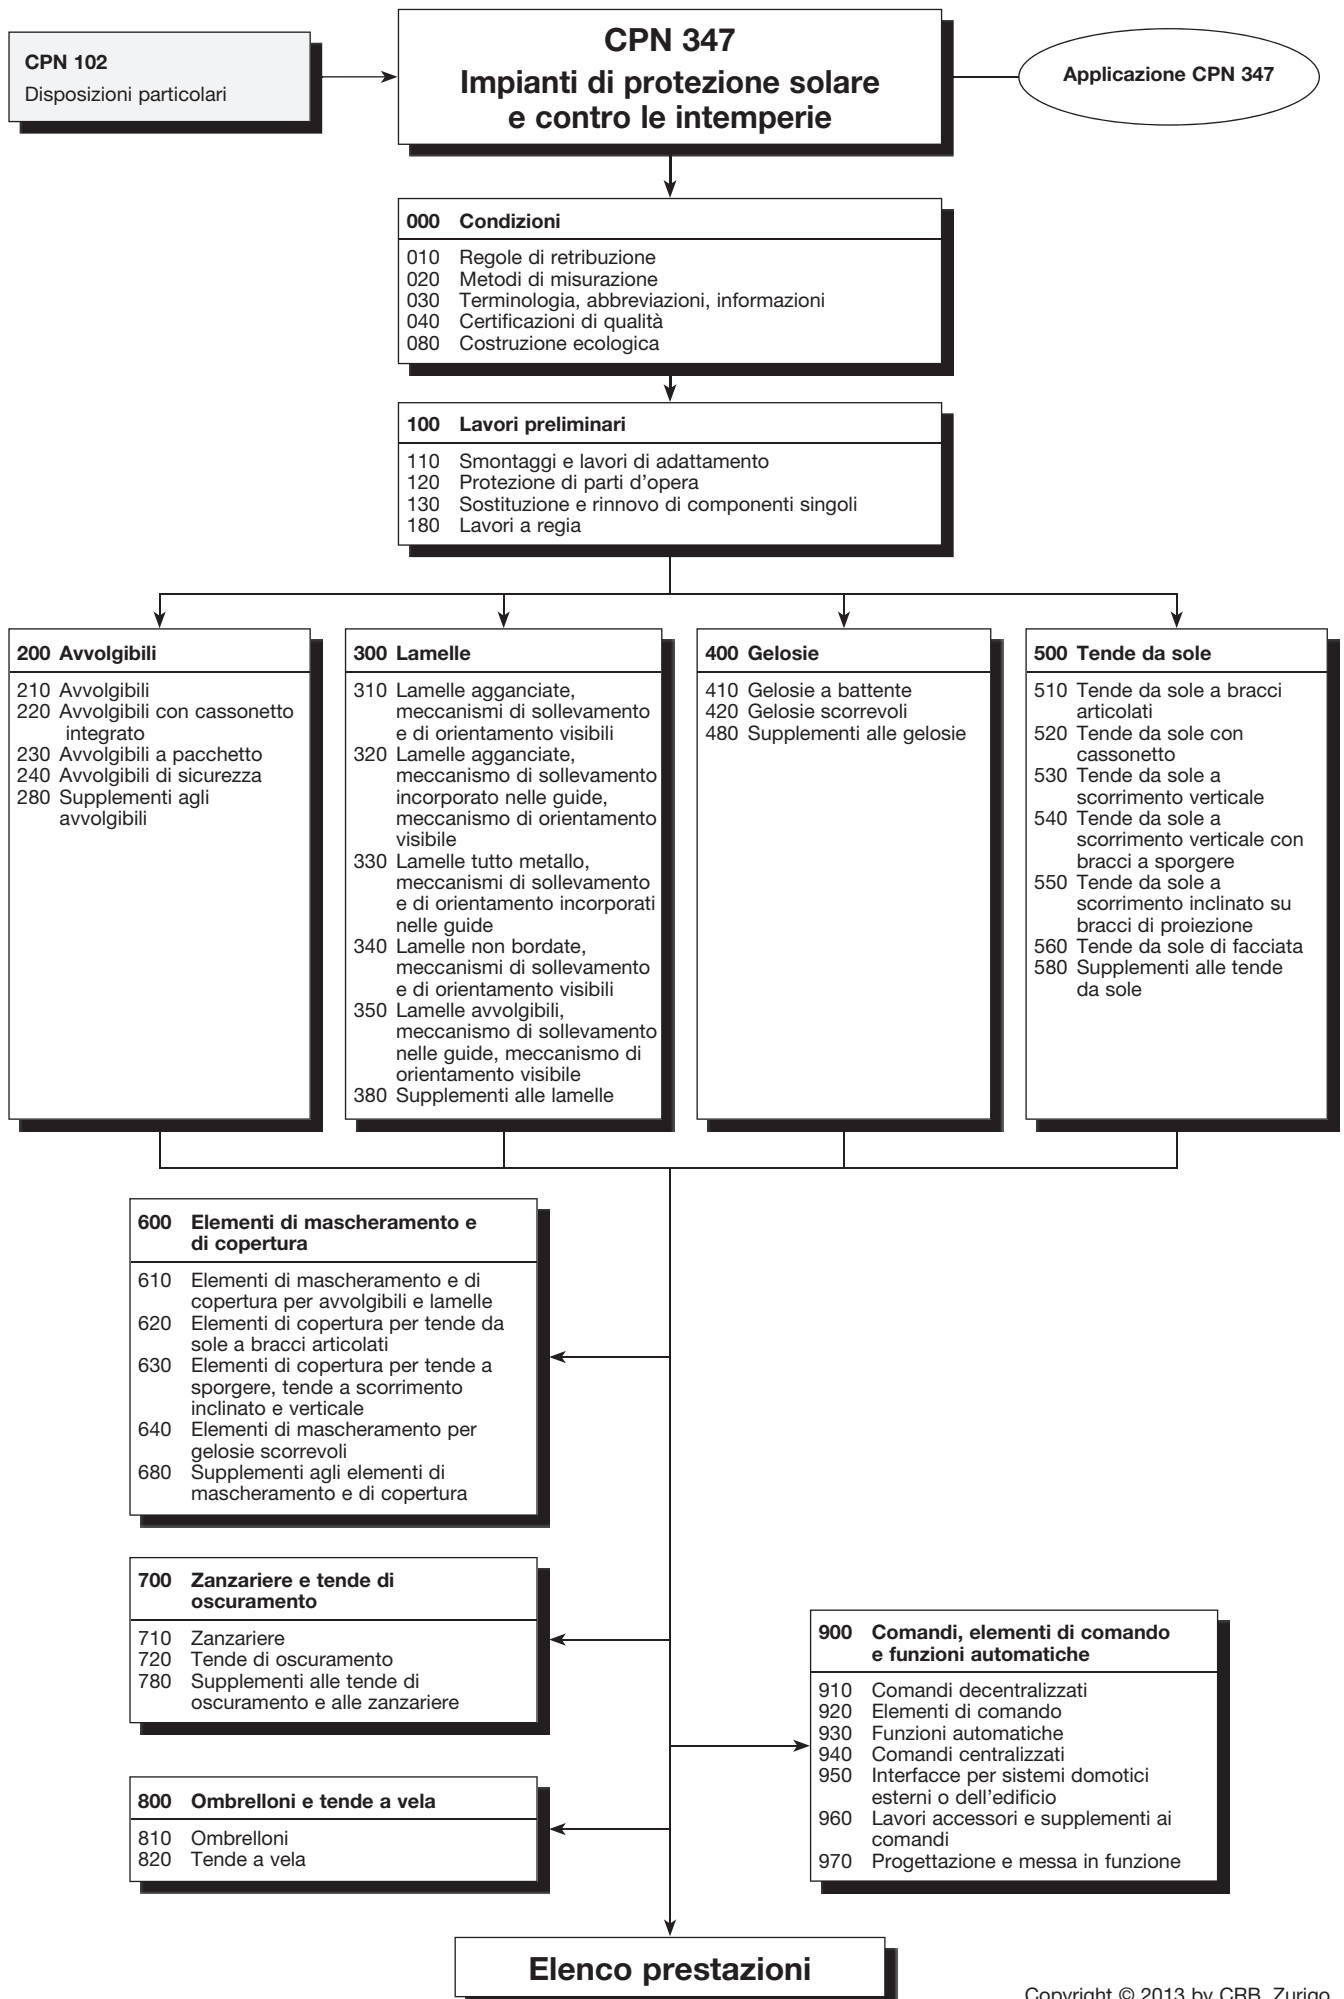 CPN 102
Disposizioni particolari
CPN 347
Impianti di protezione solare
e contro le intemperie
Applicazione CPN 347
000 Condizioni
010 Regole di retribuzione
020 Metodi di misurazione
030 Terminologia, abbreviazioni, informazioni
040 Certificazioni di qualità
080 Costruzione ecologica
100 Lavori preliminari
110 Smontaggi e lavori di adattamento
120 Protezione di parti d'opera
130 Sostituzione e rinnovo di componenti singoli
180 Lavori a regia
200 Avvolgibili
210 Avvolgibili
220 Avvolgibili con cassonetto
integrato
230 Avvolgibili a pacchetto
240 Avvolgibili di sicurezza
280 Supplementi agli
avvolgibili
300 Lamelle
310 Lamelle agganciate,
meccanismi di sollevamento
e di orientamento visibili
320 Lamelle agganciate,
meccanismo di sollevamento
incorporato nelle guide,
meccanismo di orientamento
visibile
330 Lamelle tutto metallo,
meccanismi di sollevamento
e di orientamento incorporati
nelle guide
340 Lamelle non bordate,
meccanismi di sollevamento
e di orientamento visibili
350 Lamelle avvolgibili,
meccanismo di sollevamento
nelle guide, meccanismo di
orientamento visibile
380 Supplementi alle lamelle
400 Gelosie
410 Gelosie a battente
420 Gelosie scorrevoli
480 Supplementi alle gelosie
500 Tende da sole
510 Tende da sole a bracci
articolati
520 Tende da sole con
cassonetto
530 Tende da sole a
scorrimento verticale
540 Tende da sole a
scorrimento verticale con
bracci a sporgere
550 Tende da sole a
scorrimento inclinato su
bracci di proiezione
560 Tende da sole di facciata
580 Supplementi alle tende
da sole
600 Elementi di mascheramento e
di copertura
610 Elementi di mascheramento e di
copertura per avvolgibili e lamelle
620 Elementi di copertura per tende da
sole a bracci articolati
630 Elementi di copertura per tende a
sporgere, tende a scorrimento
inclinato e verticale
640 Elementi di mascheramento per
gelosie scorrevoli
680 Supplementi agli elementi di
mascheramento e di copertura
700 Zanzariere e tende di
oscuramento
710 Zanzariere
720 Tende di oscuramento
780 Supplementi alle tende di
oscuramento e alle zanzariere
800 Ombrelloni e tende a vela
810 Ombrelloni
820 Tende a vela
900 Comandi, elementi di comando
e funzioni automatiche
910 Comandi decentralizzati
920 Elementi di comando
930 Funzioni automatiche
940 Comandi centralizzati
950 Interfacce per sistemi domotici
esterni o dell'edificio
960 Lavori accessori e supplementi ai
comandi
970 Progettazione e messa in funzione
Elenco prestazioni
Copyright © 2013 by CRB, Zurigo